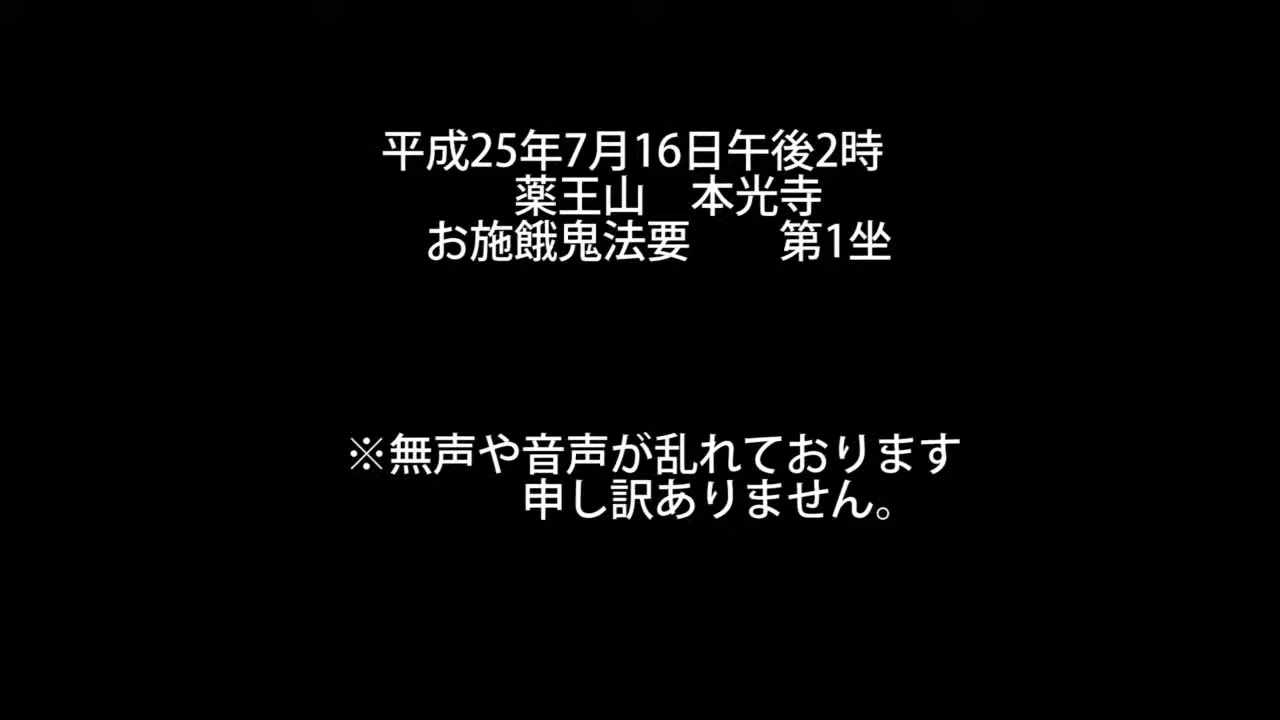 平成25年7月16日午後2時
薬王山　本光寺
お施餓鬼法要　　第1坐
※無声や音声が乱れております
申し訳ありません。